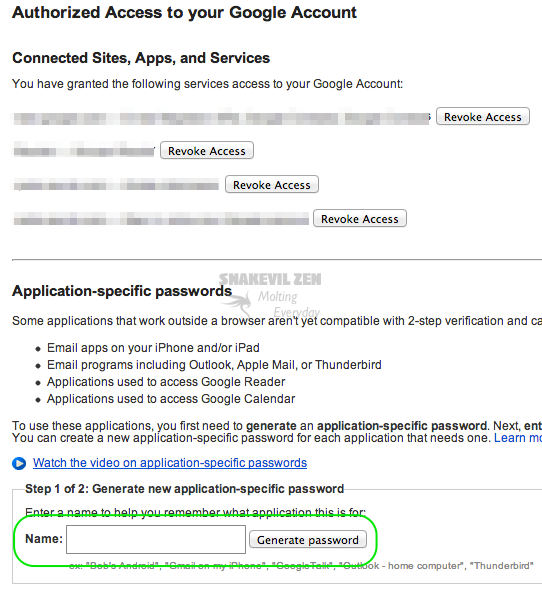 Authorized Access to your Google Account
Connected Sites, Apps, and Services
You have granted the following services access to your Google Account:
Revoke Access
Revoke Access
Revoke Access
Revoke Access
SNAKEVIL ZEN
Molting
Everyday
Application-specific passwords
Some applications that work outside a browser aren't yet compatible with 2-step verification and ca
Email apps on your iPhone and/or iPad
Email programs including Outlook, Apple Mail, or Thunderbird
Applications used to access Google Reader
Applications used to access Google Calendar
To use these applications, you first need to generate an application-specific password. Next, ent
You can create a new application-specific password for each application that needs one. Learn mo
Watch the video on application-specific passwords
Step 1 of 2: Generate new application-specific password
Enter a name to help you remember what application this is for:
Name: Generate password
ex: "Bob's Android", "Gmail on my iPhone", "GoogleTalk", "Outlook - home computer", "Thunderbird"